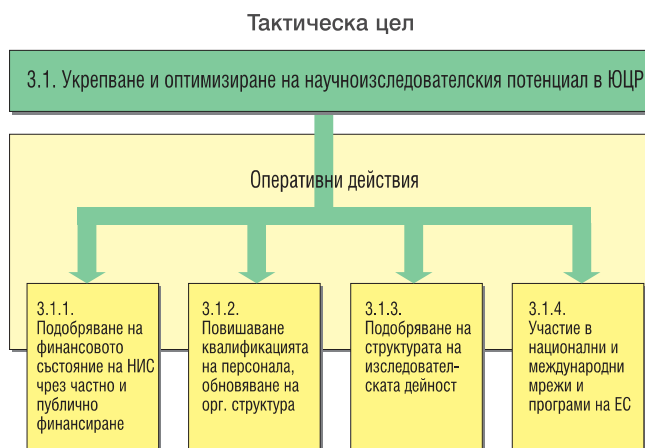 Тактическа цел
3.1. Укрепване и оптимизиране на научноизследователския потенциал в ЮЦР
Оперативни действия
3.1.1.
Подобряване на
финансовото
състояние на НИС
чрез частно и
публично
финансиране
3.1.2.
Повишаване
квалификацията
на персонала,
обновяване на
орг. структура
3.1.3.
Подобряване на
структурата на
изследовател-
ската дейност
3.1.4.
Участие в
национални и
международни
мрежи и
програми на ЕС